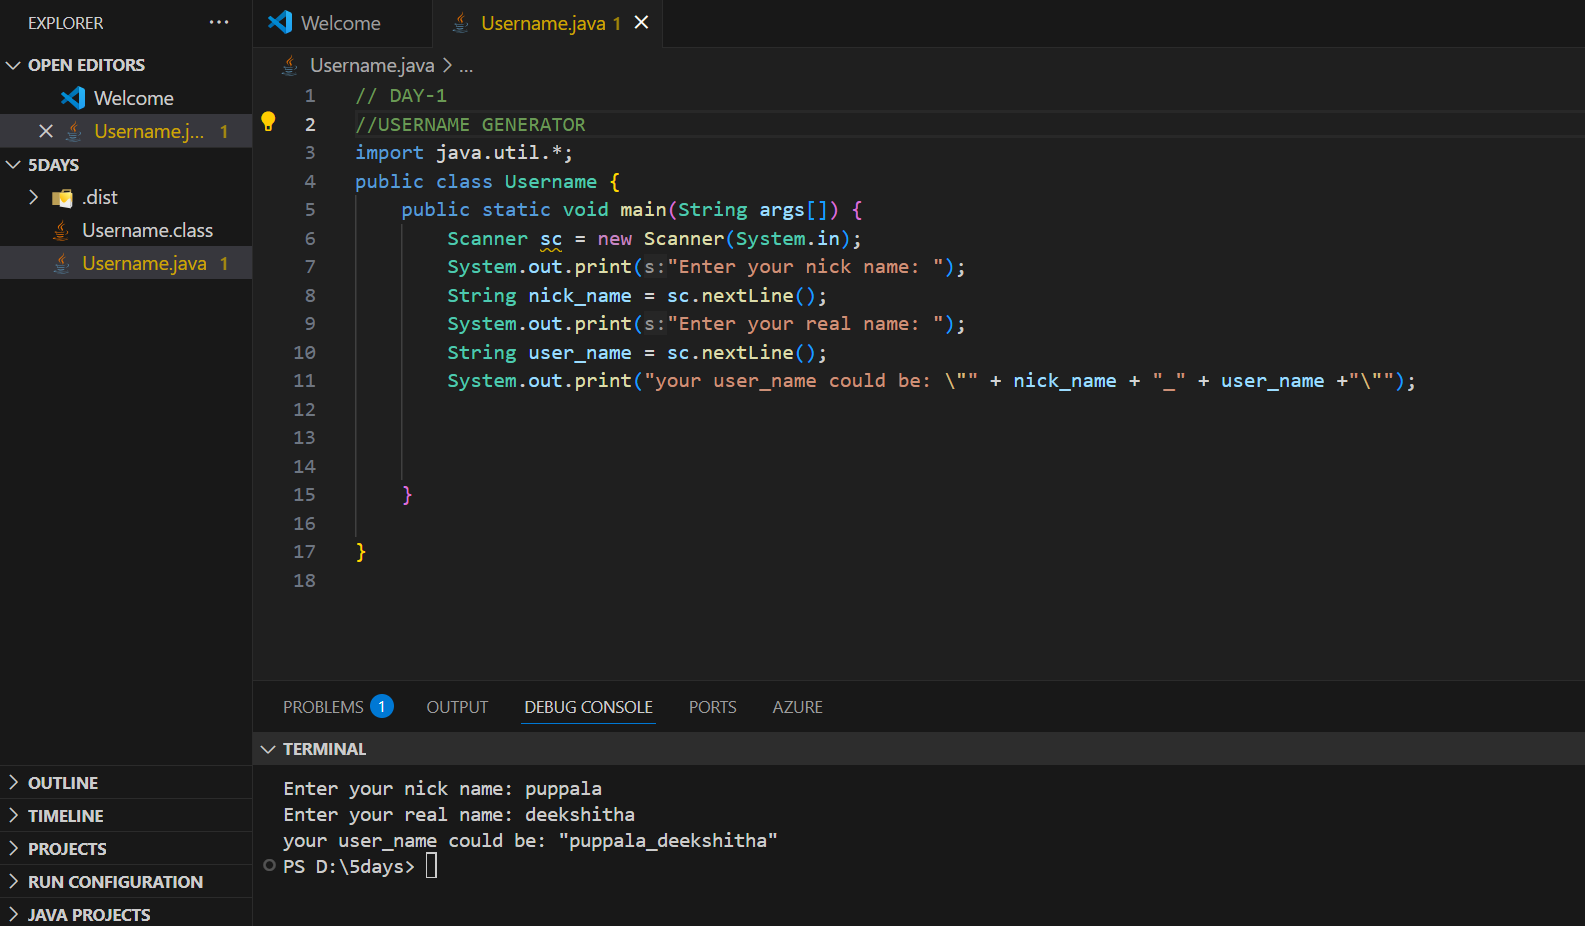 EXPLORER ···
OPEN EDITORS
Welcome
Username.j... 1
5DAYS
.dist
Username.class
Username.java 1
OUTLINE
TIMELINE
PROJECTS
RUN CONFIGURATION
JAVA PROJECTS
Welcome
Username.java 1
Username.java > ...
1 // DAY-1
2 //USERNAME GENERATOR
3 import java.util.*;
4 public class Username {
5 public static void main(String args[]) {
6 Scanner sc = new Scanner(System.in);
7 System.out.print(s:"Enter your nick name: ");
8 String nick_name = sc.nextLine();
9 System.out.print(s:"Enter your real name: ");
10 String user_name = sc.nextLine();
11 System.out.print("your user_name could be: \"" + nick_name + "_" + user_name +"\"");
12
13
14
15 }
16
17 }
18
PROBLEMS 1 OUTPUT DEBUG CONSOLE PORTS AZURE
TERMINAL
Enter your nick name: puppala
Enter your real name: deekshitha
your user_name could be: "puppala_deekshitha"
PS D:\5days>